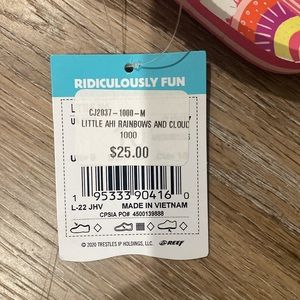 RIDICULOUSLY FUN
CJ2837-1000-M
LITTLE AHI RAINBOWS AND CLOUD
1000
$25.00
1 95333 90416 0
L-22 JHV MADE IN VIETNAM
CPSIA PO# 4500139888
© 2020 TRESTLES IP HOLDINGS, LLC. REEF